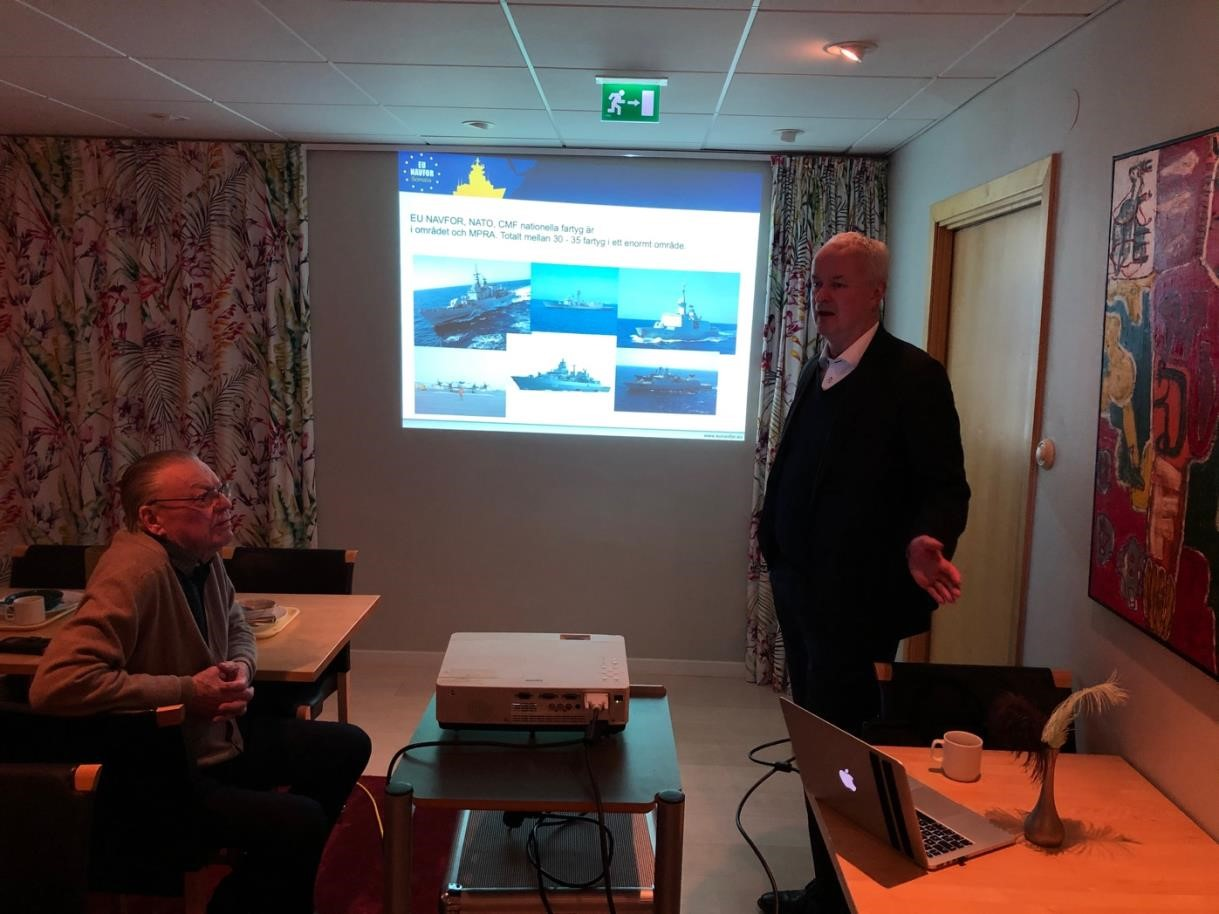 EU
NAVFOR
Somalia
EU NAVFOR, NATO, CMF nationella fartyg är
i området och MPRA. Totalt mellan 30 - 35 fartyg i ett enormt område.
www.eunavfor.eu